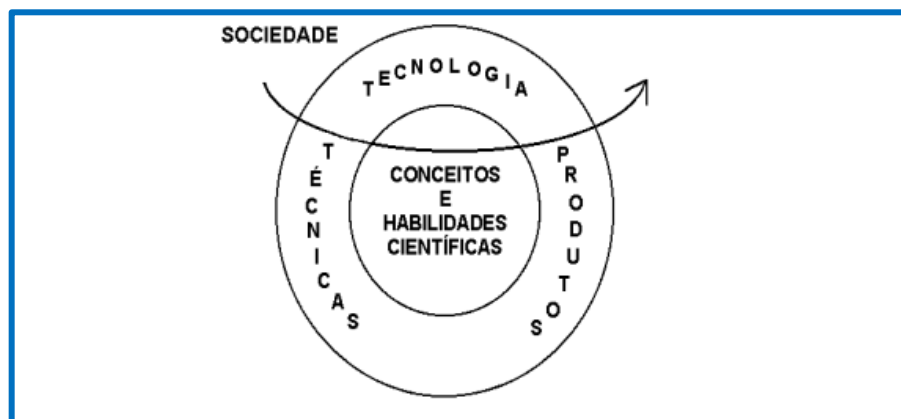 SOCIEDADE
TECNOLOGIA
TÉCNICAS
CONCEITOS
E
HABILIDADES
CIENTÍFICAS
PRODUTOS